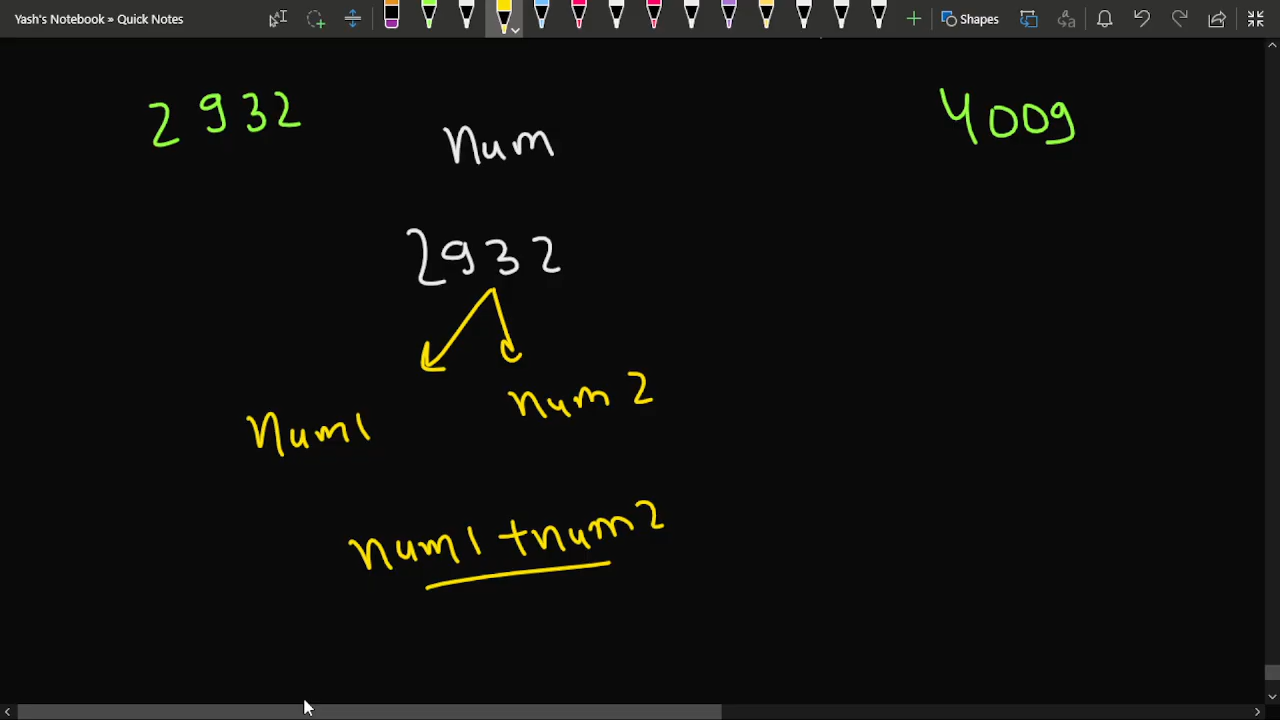 Yash's Notebook » Quick Notes
Shapes
2932
4009
Num
2932
Num1
num 2
num1 + num2